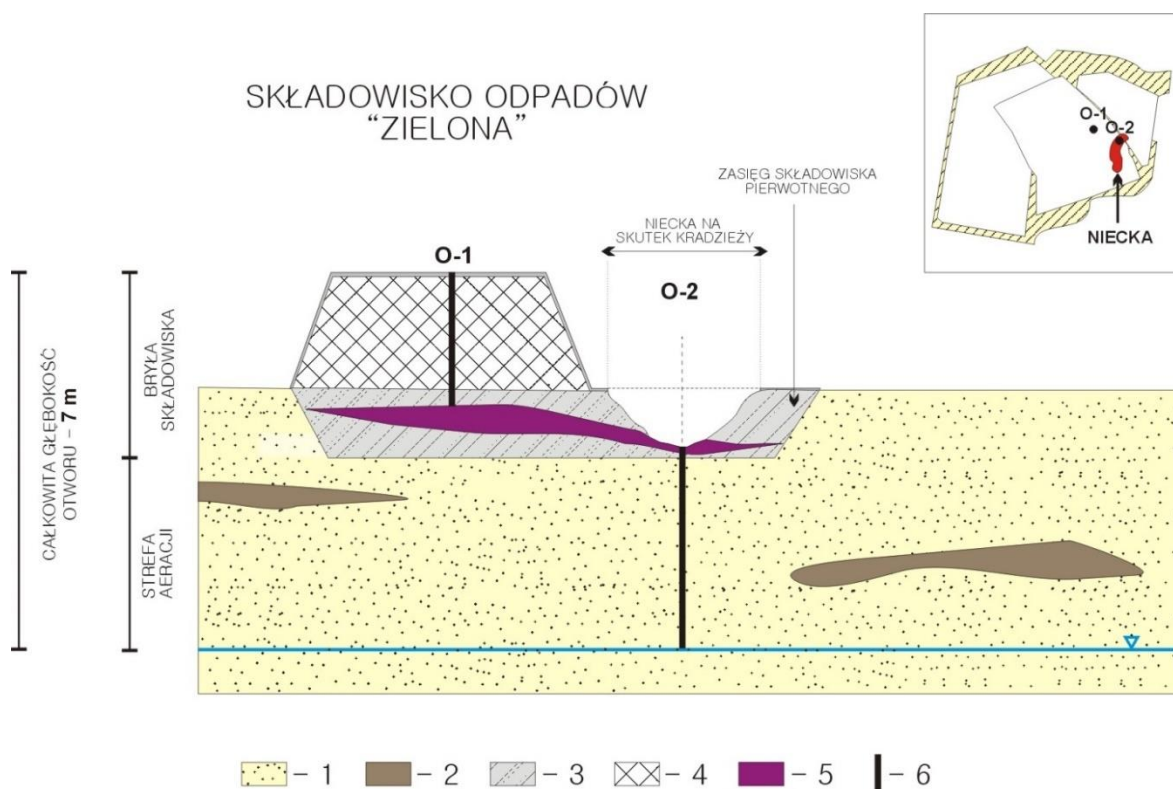 SKŁADOWISKO ODPADÓW
“ZIELONA”
O-1
O-2
NIECKA
ZASIĘG SKŁADOWISKA
PIERWOTNEGO
NIECKA NA
SKUTEK KRADZIEŻY
O-1
O-2
CAŁKOWITA GŁĘBOKOŚĆ
OTWORU – 7 m
BRYŁA
SKŁADOWISKA
STREFA
AERACJI
– 1
– 2
– 3
– 4
– 5
– 6